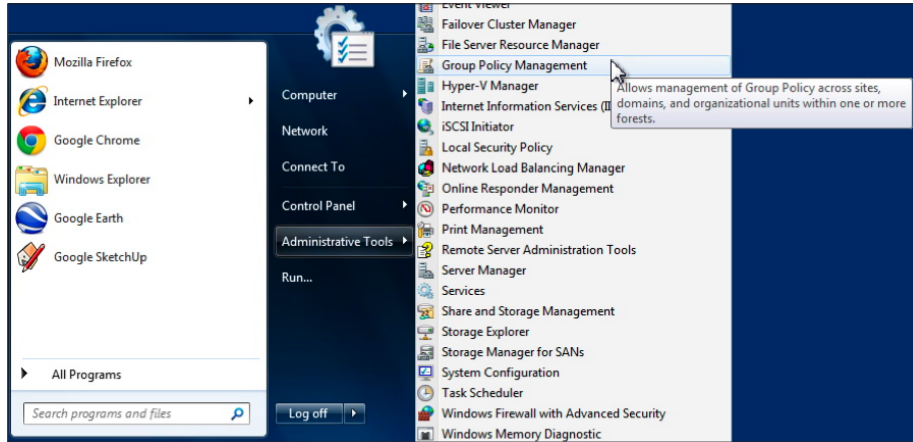 Mozilla Firefox
Internet Explorer
Google Chrome
Windows Explorer
Google Earth
Google SketchUp
All Programs
Search programs and files
Computer
Network
Connect To
Control Panel
Administrative Tools
Run...
Log off
Event Viewer
Failover Cluster Manager
File Server Resource Manager
Group Policy Management
Hyper-V Manager
Internet Information Services (II
iSCSI Initiator
Local Security Policy
Network Load Balancing Manager
Online Responder Management
Performance Monitor
Print Management
Remote Server Administration Tools
Server Manager
Services
Share and Storage Management
Storage Explorer
Storage Manager for SANs
System Configuration
Task Scheduler
Windows Firewall with Advanced Security
Windows Memory Diagnostic
Allows management of Group Policy across sites,
domains, and organizational units within one or more
forests.